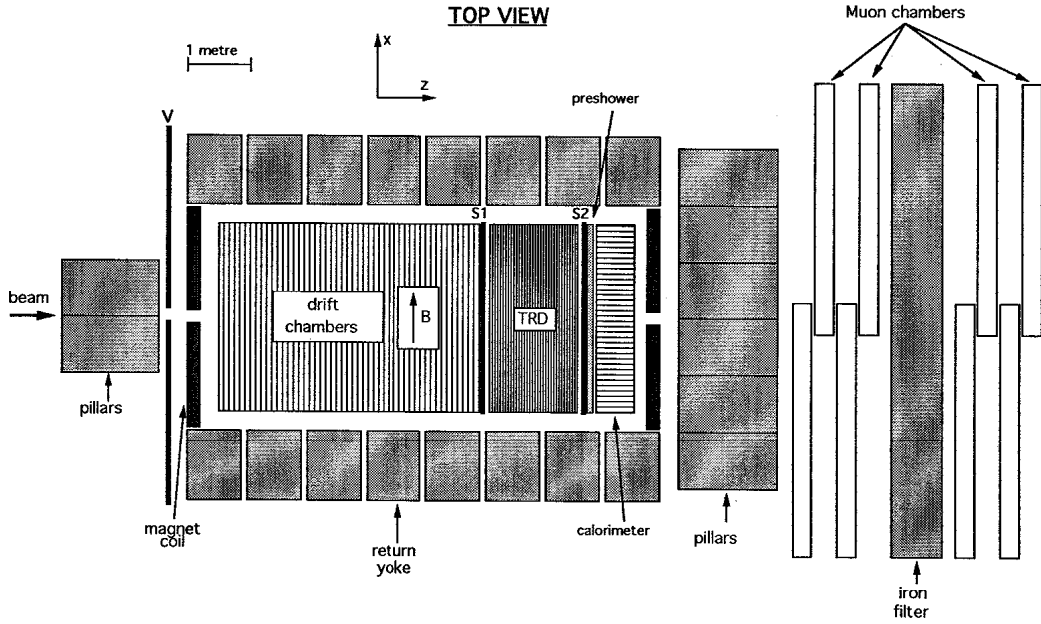 TOP VIEW
Muon chambers
1 metre
x
z
preshower
V
S1
S2
beam
drift
chambers
B
TRD
pillars
magnet
coil
return
yoke
calorimeter
pillars
iron
filter